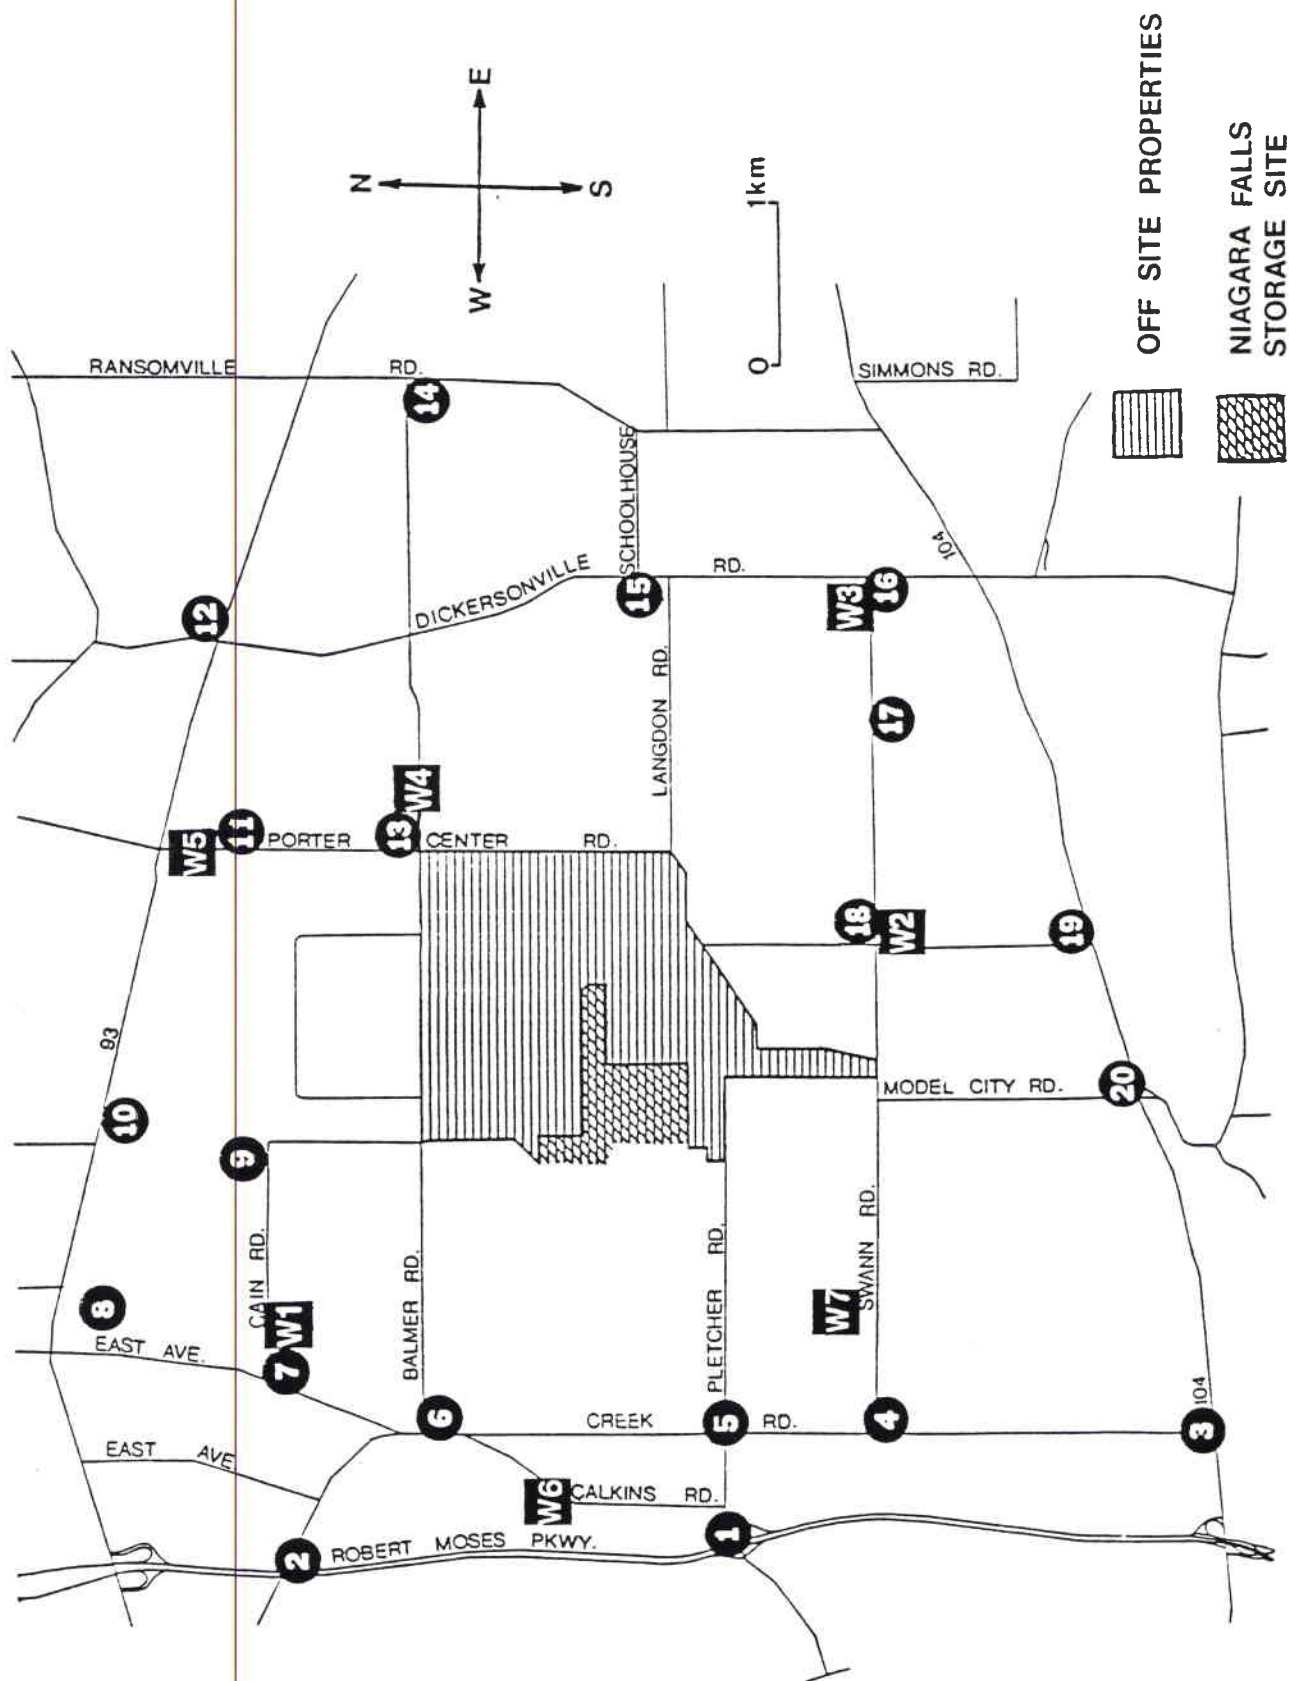 RANSOMVILLE RD.
14
SIMMONS RD.
SCHOOLHOUSE
DICKERSONVILLE RD.
12
15
W3
16
104
LANGDON RD.
17
W5
11
PORTER CENTER RD.
13
W4
18
W2
19
93
10
9
MODEL CITY RD.
20
8
CAIN RD.
W1
7
BALMER RD.
PLETCHER RD.
SWANN RD.
W7
EAST AVE.
EAST AVE
6
CREEK RD.
5
4
3
104
W6
CALKINS RD.
2
ROBERT MOSES PKWY.
1
N
E
S
W
0
1km
OFF SITE PROPERTIES
NIAGARA FALLS
STORAGE SITE